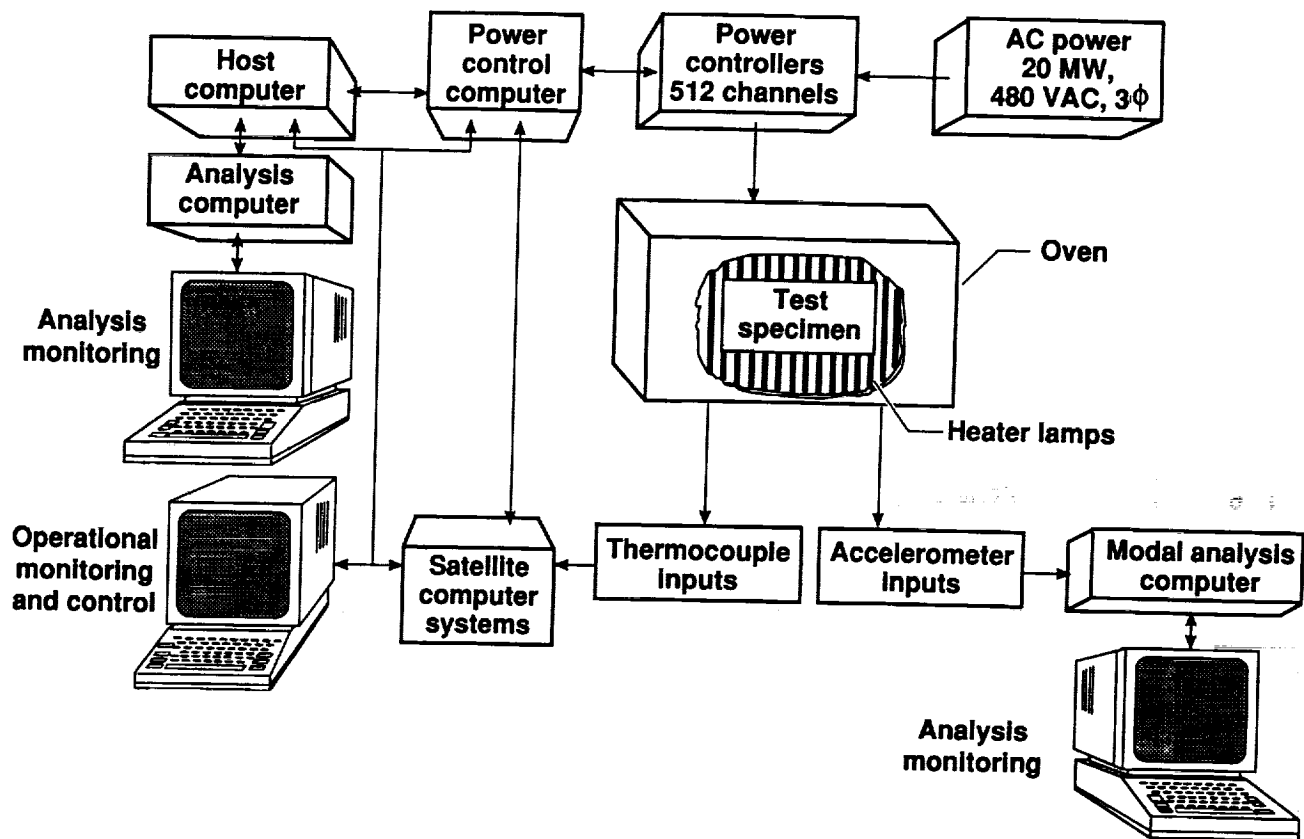 Host
computer
Power
control
computer
Power
controllers
512 channels
AC power
20 MW,
480 VAC, 3ϕ
Analysis
computer
Oven
Test
specimen
Analysis
monitoring
Heater lamps
Operational
monitoring
and control
Satellite
computer
systems
Thermocouple
inputs
Accelerometer
inputs
Modal analysis
computer
Analysis
monitoring